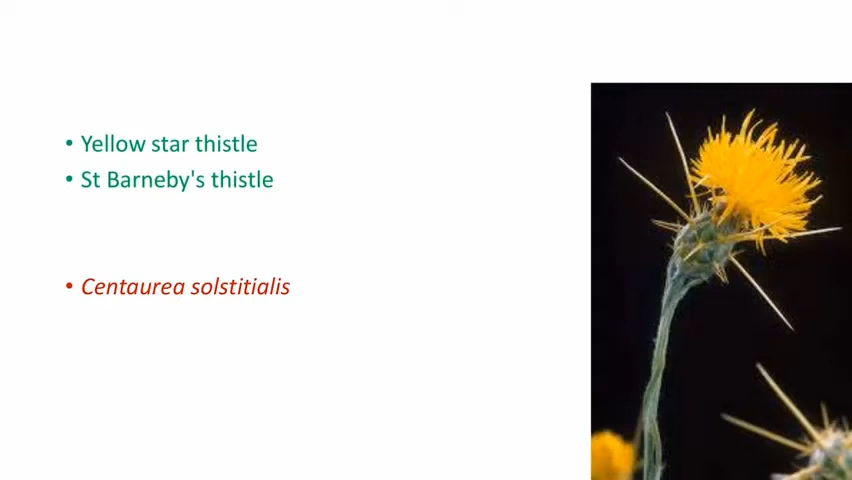 • Yellow star thistle
• St Barneby's thistle
• Centaurea solstitialis